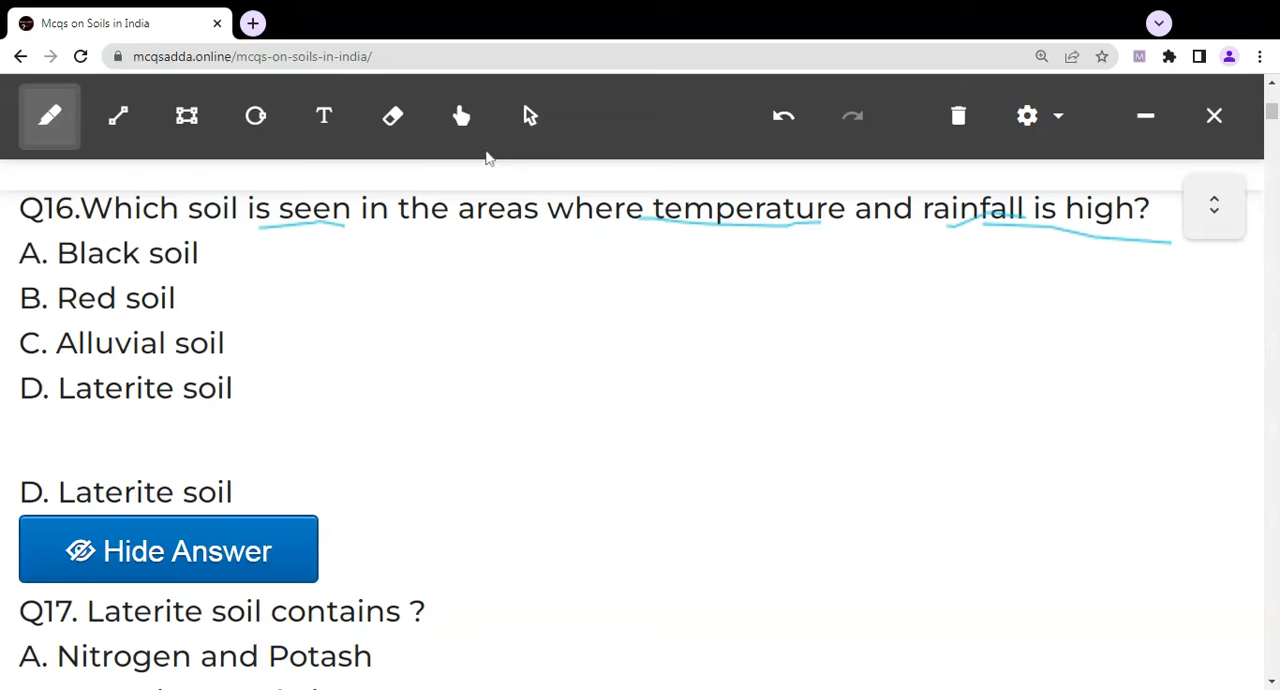 Mcqs on Soils in India
mcqsadda.online/mcqs-on-soils-in-india/
M
T
Q16.Which soil is seen in the areas where temperature and rainfall is high?
A. Black soil
B. Red soil
C. Alluvial soil
D. Laterite soil
D. Laterite soil
Hide Answer
Q17. Laterite soil contains ?
A. Nitrogen and Potash